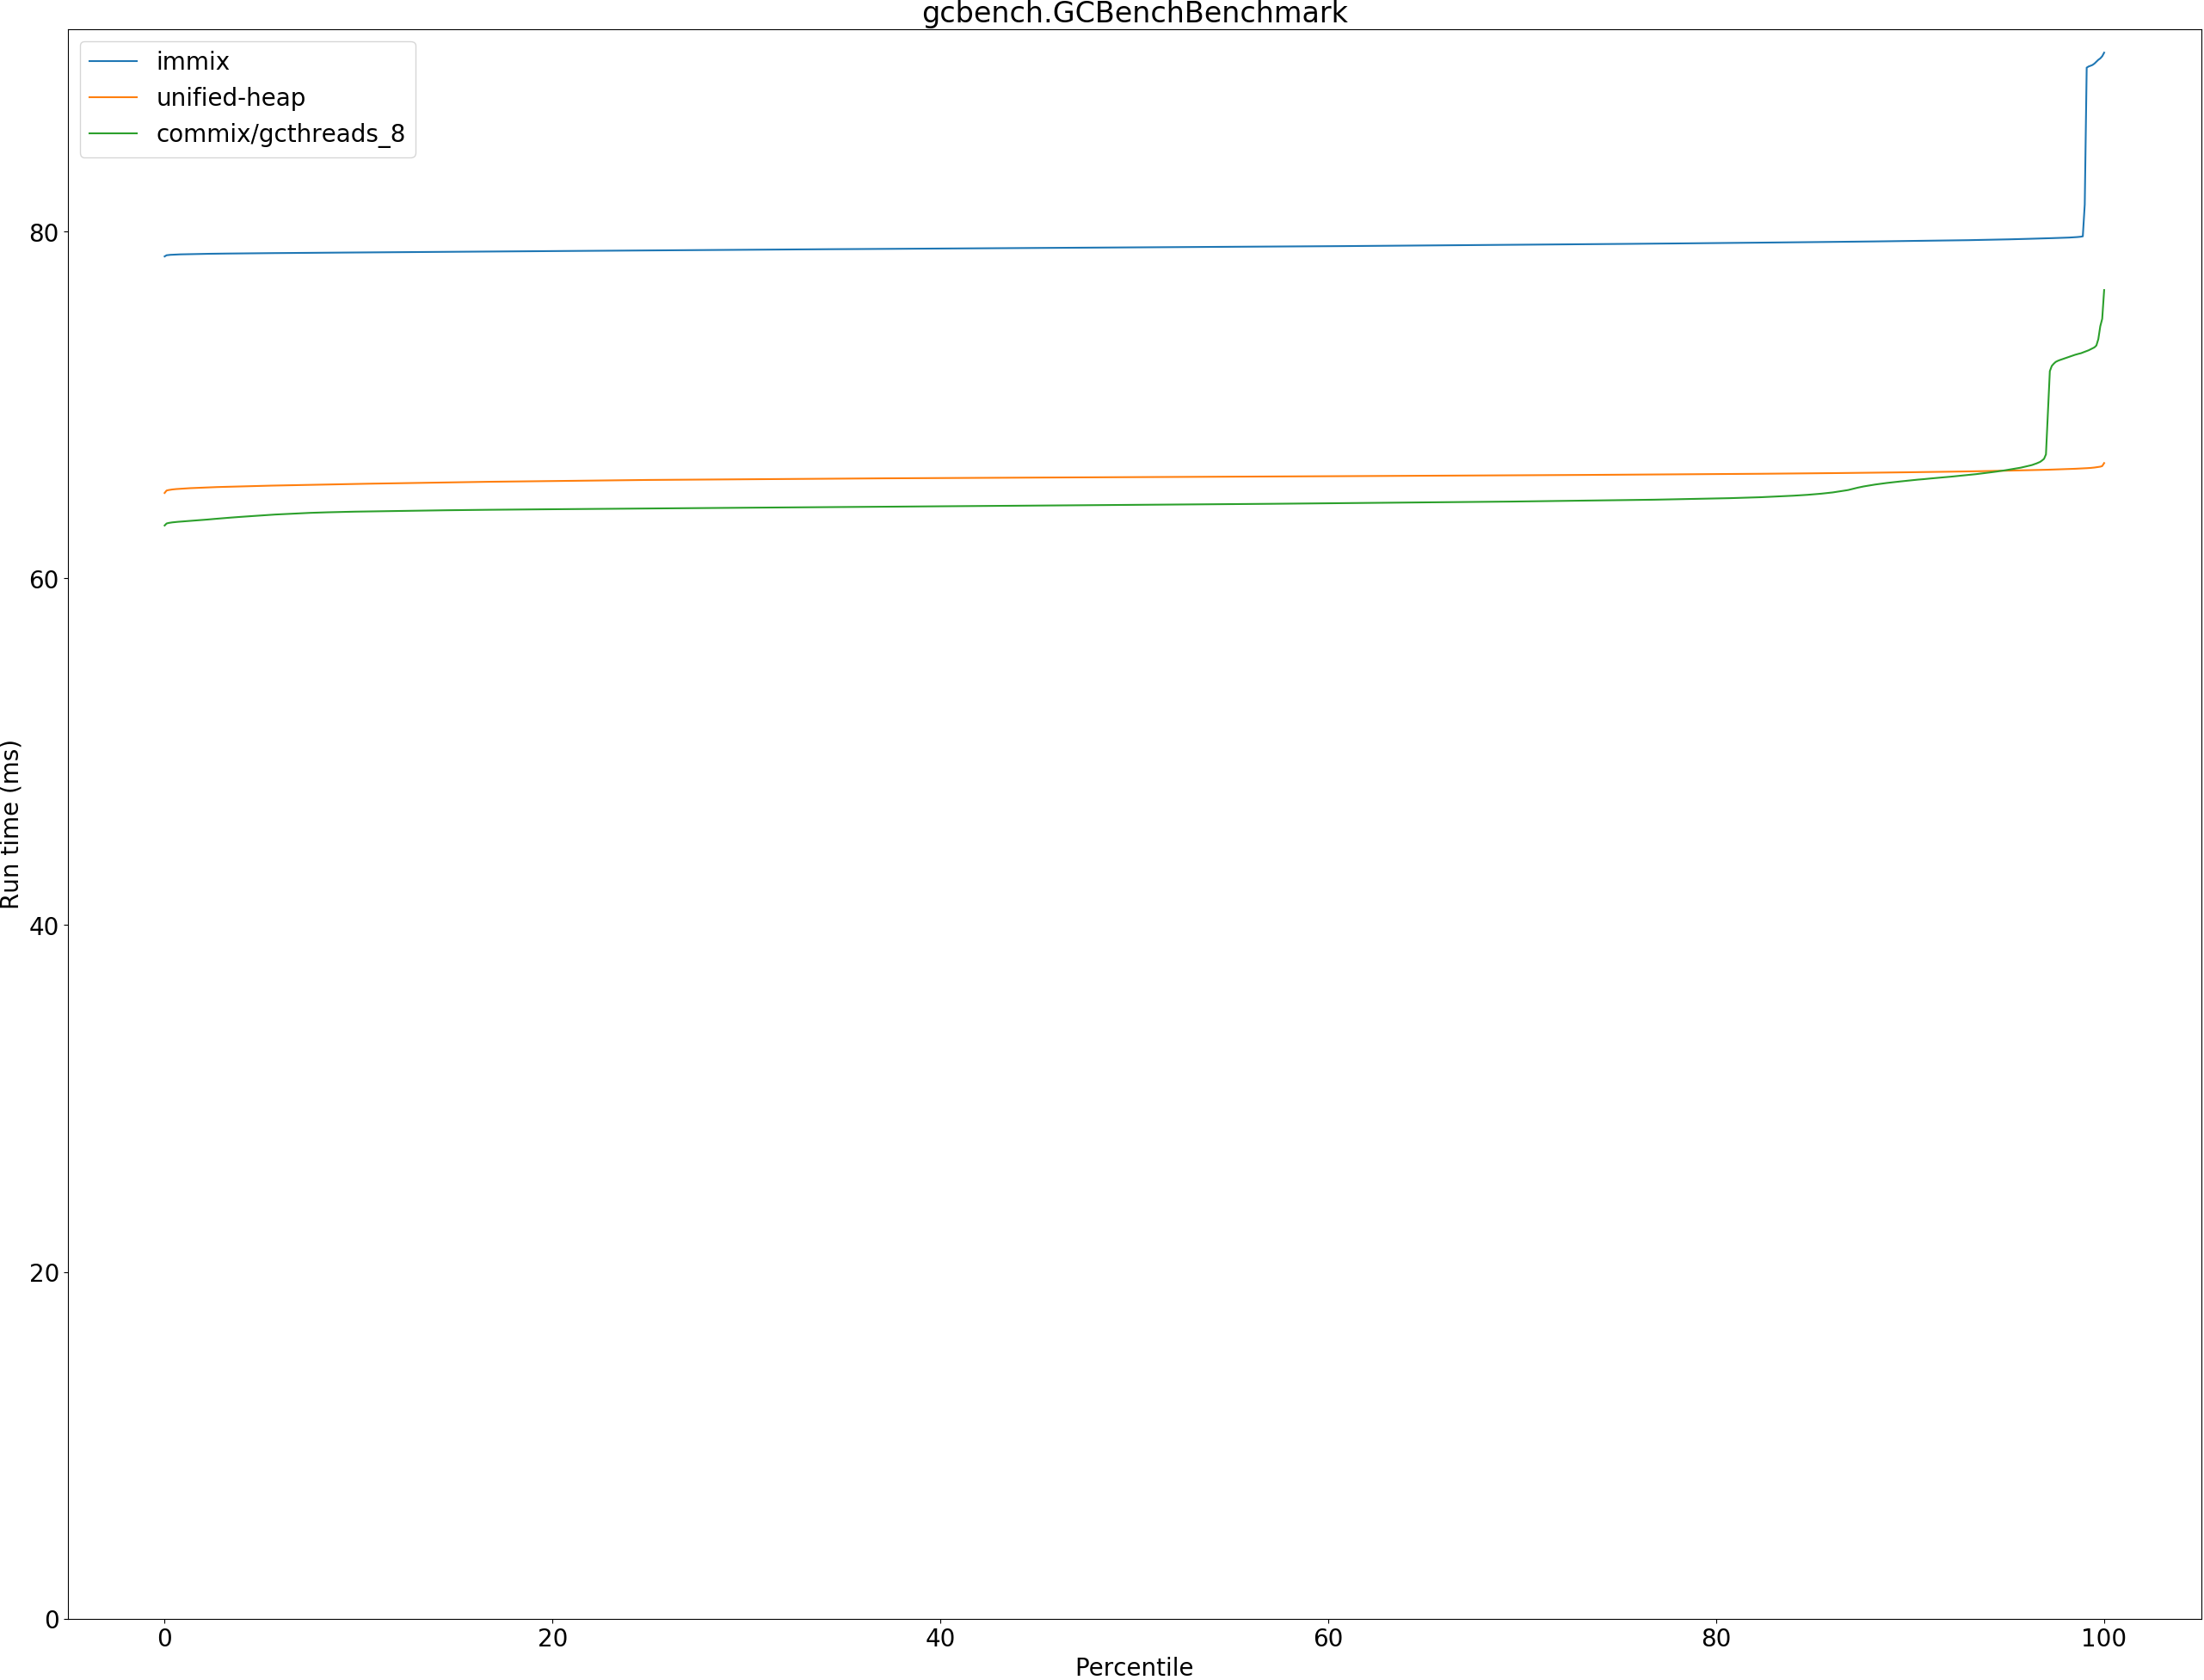 gcbench.GCBenchBenchmark
immix
unified-heap
commix/gcthreads_8
80
60
40
20
0
Run time (ms)
0 20 40 60 80 100
Percentile